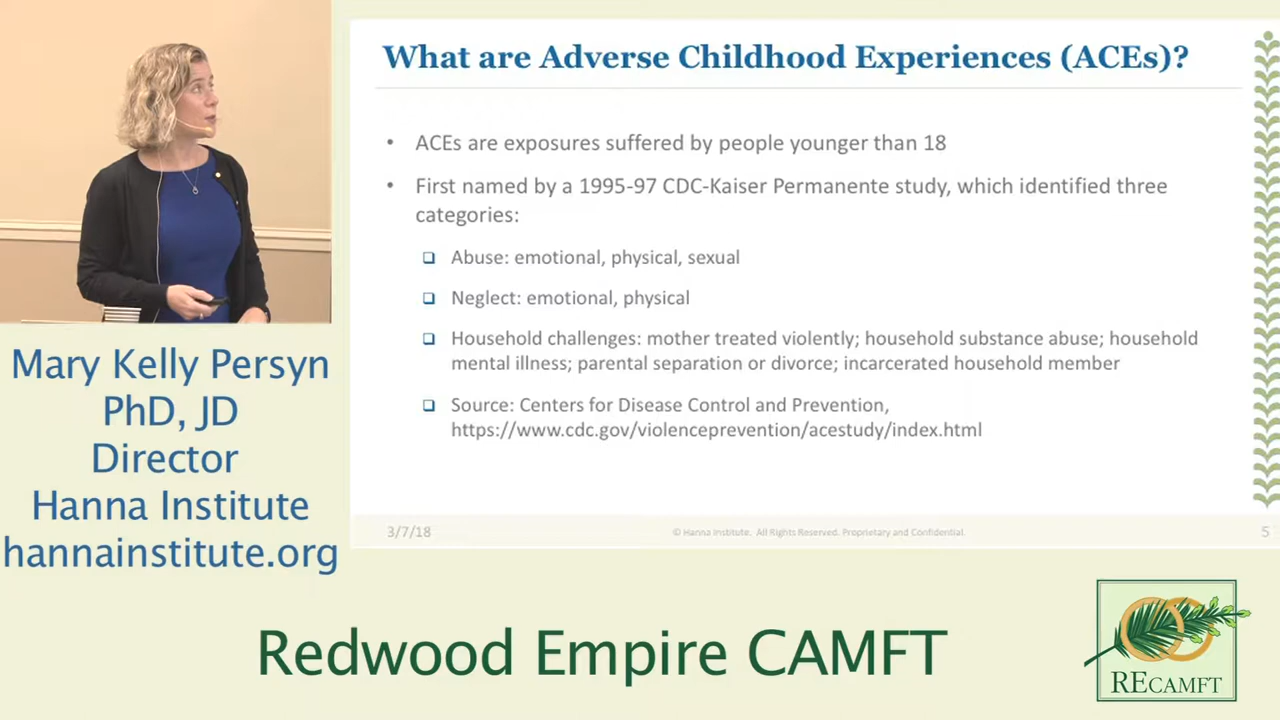 What are Adverse Childhood Experiences (ACEs)?
• ACEs are exposures suffered by people younger than 18
• First named by a 1995-97 CDC-Kaiser Permanente study, which identified three
categories:
❑ Abuse: emotional, physical, sexual
❑ Neglect: emotional, physical
❑ Household challenges: mother treated violently; household substance abuse; household
mental illness; parental separation or divorce; incarcerated household member
❑ Source: Centers for Disease Control and Prevention,
https://www.cdc.gov/violenceprevention/acestudy/index.html
3/7/18
© Hanna Institute. All Rights Reserved. Proprietary and Confidential.
5
Mary Kelly Persyn
PhD, JD
Director
Hanna Institute
hannainstitute.org
Redwood Empire CAMFT
RECAMFT